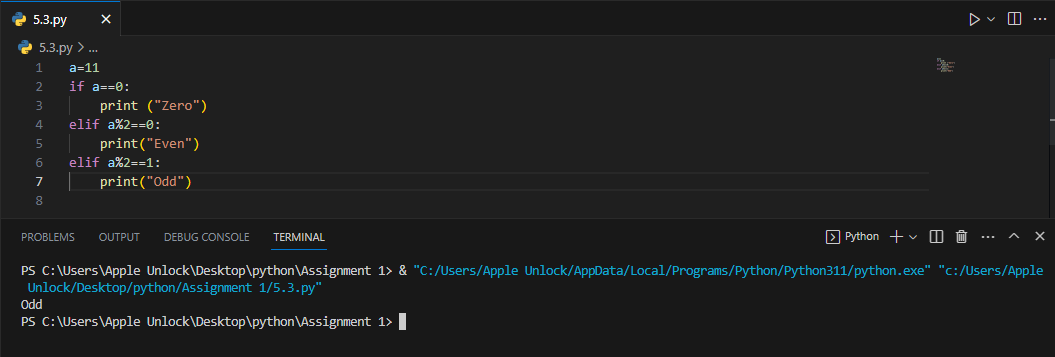 5.3.py
5.3.py > ...
1 a=11
2 if a==0:
3     print ("Zero")
4 elif a%2==0:
5     print("Even")
6 elif a%2==1:
7     print("Odd")
8
PROBLEMS OUTPUT DEBUG CONSOLE TERMINAL Python
PS C:\Users\Apple Unlock\Desktop\python\Assignment 1> & "C:/Users/Apple Unlock/AppData/Local/Programs/Python/Python311/python.exe" "c:/Users/Apple
Unlock/Desktop/python/Assignment 1/5.3.py"
Odd
PS C:\Users\Apple Unlock\Desktop\python\Assignment 1>